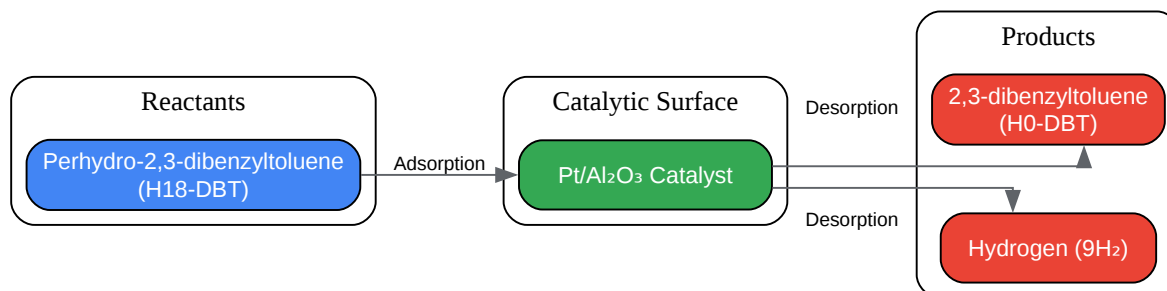 Reactants
Perhydro-2,3-dibenzyltoluene
(H18-DBT)
Adsorption
Catalytic Surface
Pt/Al₂O₃ Catalyst
Desorption
Desorption
Products
2,3-dibenzyltoluene
(H0-DBT)
Hydrogen (9H₂)